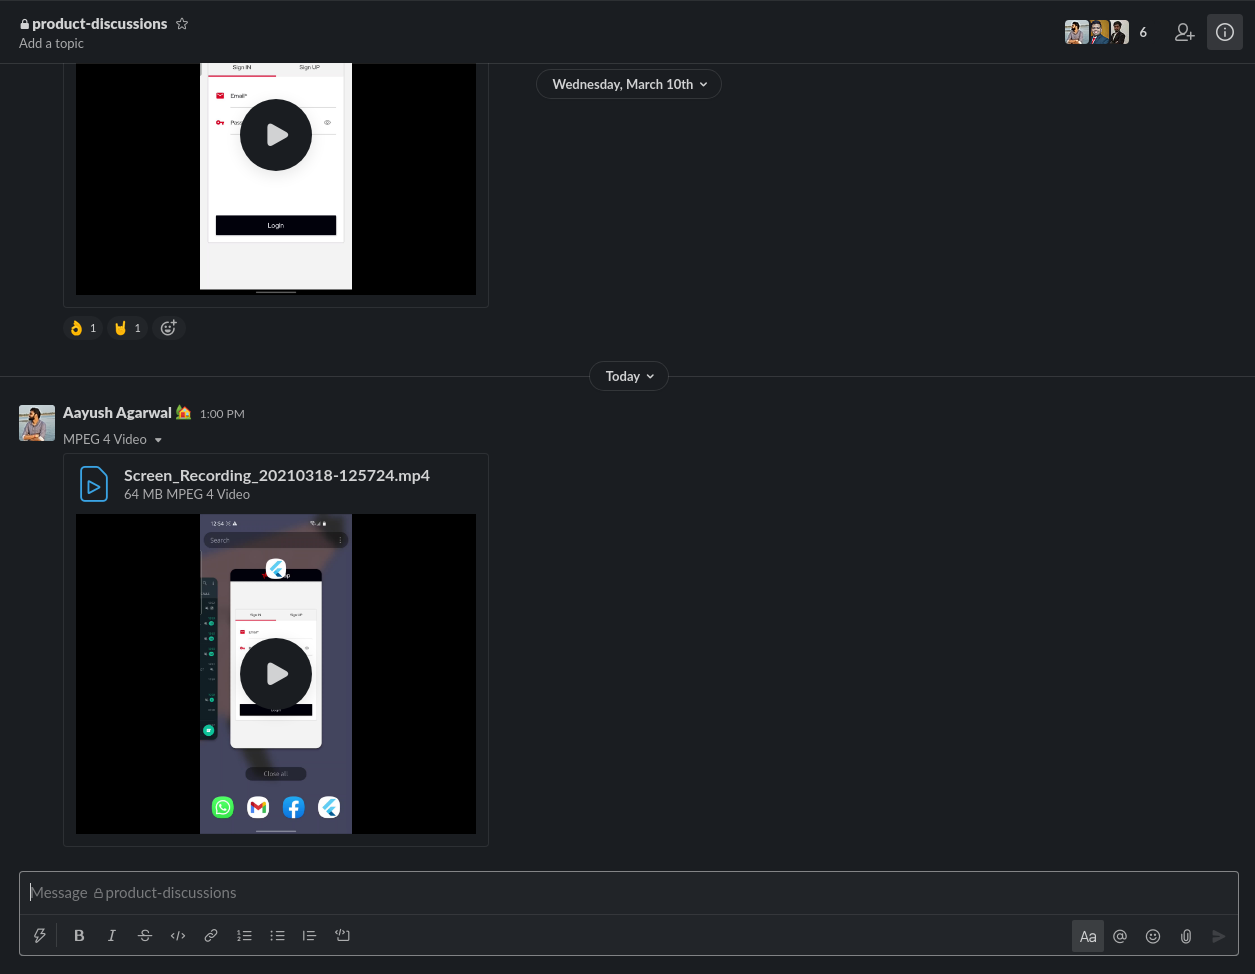 product-discussions
Add a topic
6
Wednesday, March 10th
Sign IN Sign UP
Email*
Login
1 1
Today
Aayush Agarwal 1:00 PM
MPEG 4 Video
Screen_Recording_20210318-125724.mp4
64 MB MPEG 4 Video
12:54
Search
Sign IN Sign UP
Email*
Close all
Message product-discussions
B I S </> Aa @